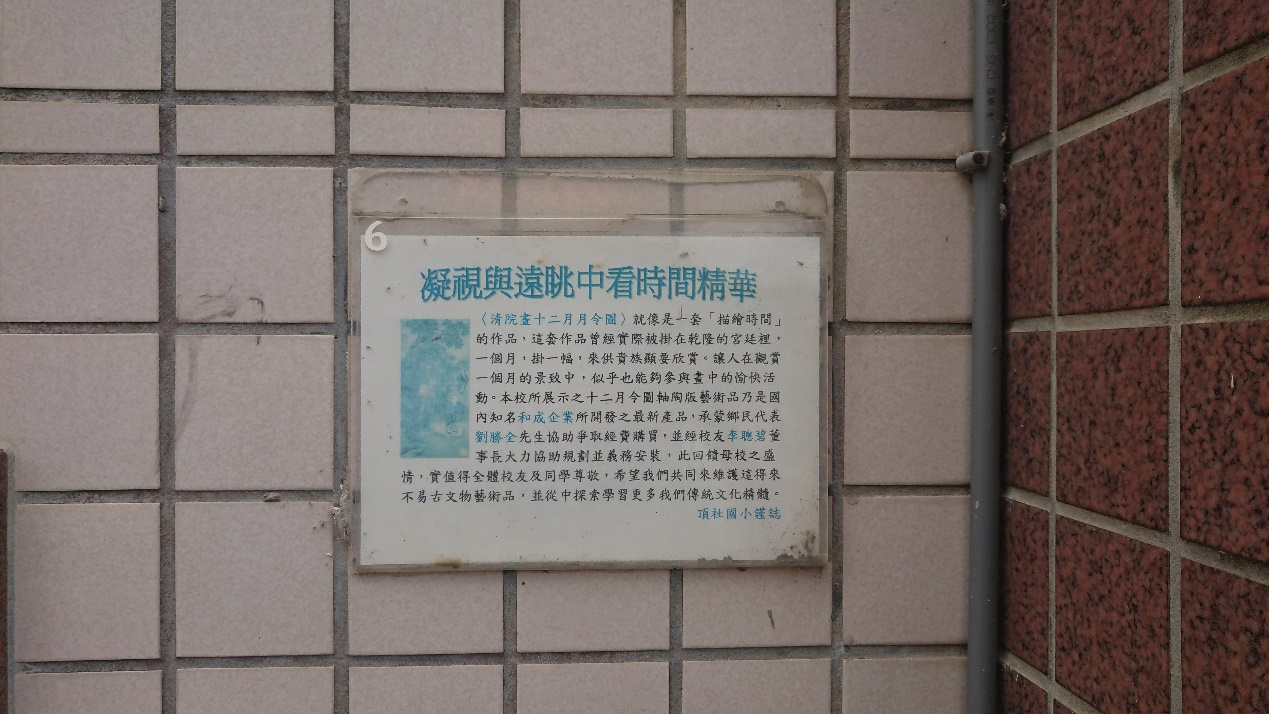 6
凝視與遠眺中看時間精華
〈清院畫十二月月令圖〉就像是一套「描繪時間」
的作品，這套作品曾經實際被掛在乾隆的宮廷裡，
一個月，掛一幅，來供貴族顯要欣賞。讓人在觀賞
一個月的景致中，似乎也能夠參與畫中的愉快活
動。本校所展示之十二月令圖軸陶版藝術品乃是國
內知名和成企業所開發之最新產品，承蒙鄉民代表
劉勝全先生協助爭取經費購買，並經校友李聰碧董
事長大力協助規劃並義務安裝，此回饋母校之盛
情，實值得全體校友及同學尊敬，希望我們共同來維護這得來
不易古文物藝術品，並從中探索學習更多我們傳統文化精髓。
頂社國小謹誌